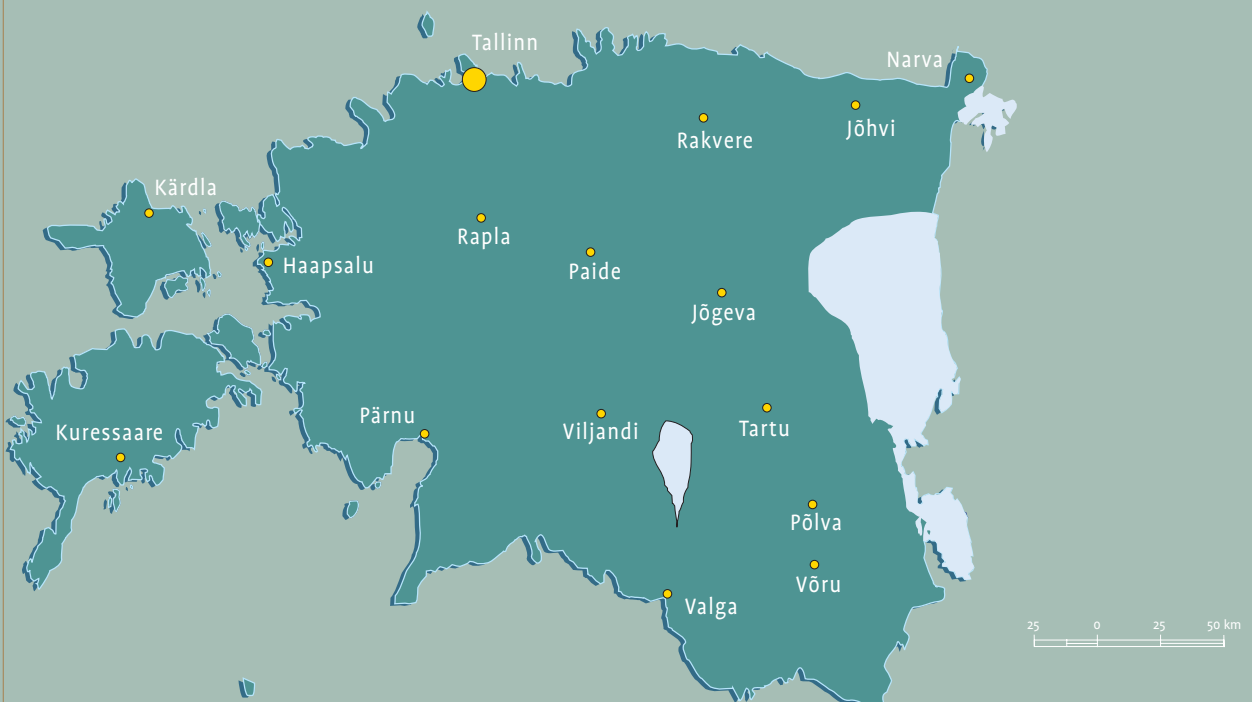 Tallinn
Narva
Rakvere
Jõhvi
Kärdla
Rapla
Haapsalu
Paide
Jõgeva
Pärnu
Kuressaare
Viljandi
Tartu
Põlva
Võru
Valga
25 0 25 50 km